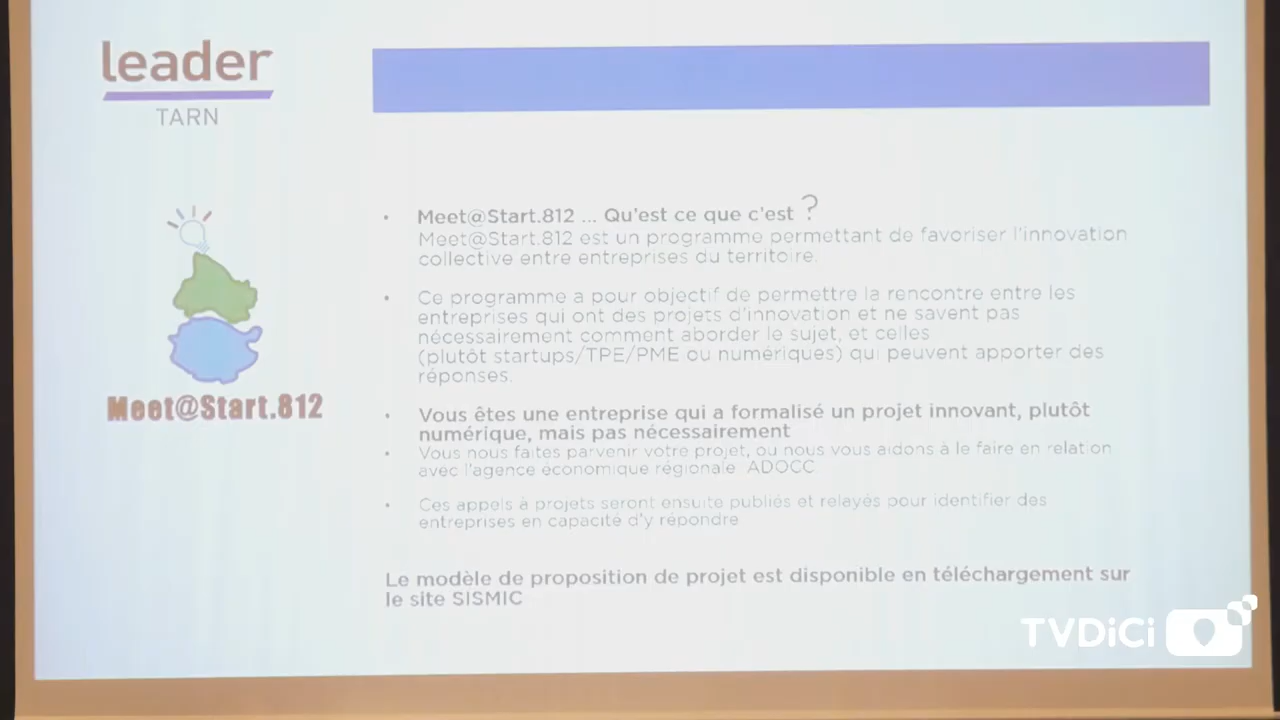 leader
TARN
Meet@Start.812 ... Qu'est ce que c'est ?
Meet@Start.812 est un programme permettant de favoriser l'innovation
collective entre entreprises du territoire.
Ce programme a pour objectif de permettre la rencontre entre les
entreprises qui ont des projets d'innovation et ne savent pas
nécessairement comment aborder le sujet, et celles
(plutôt startups/TPE/PME ou numériques) qui peuvent apporter des
réponses.
Meet@Start.812
Vous êtes une entreprise qui a formalisé un projet innovant, plutôt
numérique, mais pas nécessairement
Vous nous faites parvenir votre projet, ou nous vous aidons à le faire en relation
avec l'agence économique régionale ADOCC
Ces appels à projets seront ensuite publiés et relayés pour identifier des
entreprises en capacité d'y répondre
Le modèle de proposition de projet est disponible en téléchargement sur
le site SISMIC
TVDiCi